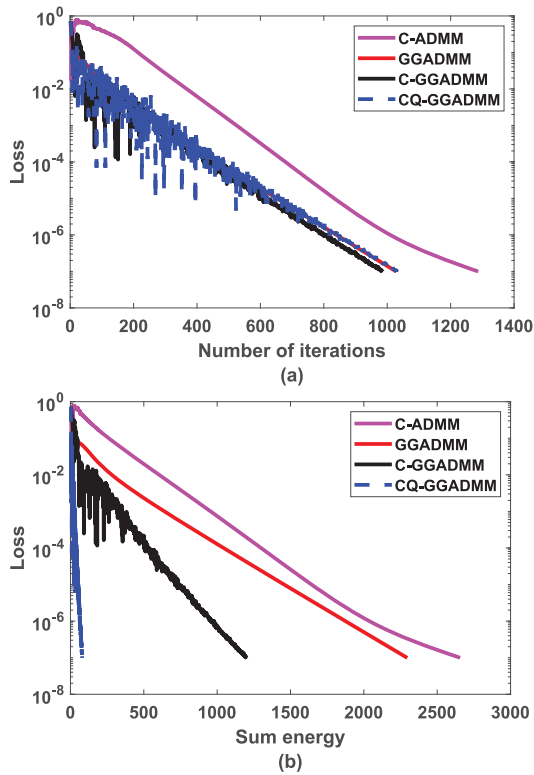 10^0
10^-2
10^-4
10^-6
10^-8
Loss
C-ADMM
GGADMM
C-GGADMM
CQ-GGADMM
0 200 400 600 800 1000 1200 1400
Number of iterations
(a)
10^0
10^-2
10^-4
10^-6
10^-8
Loss
C-ADMM
GGADMM
C-GGADMM
CQ-GGADMM
0 500 1000 1500 2000 2500 3000
Sum energy
(b)